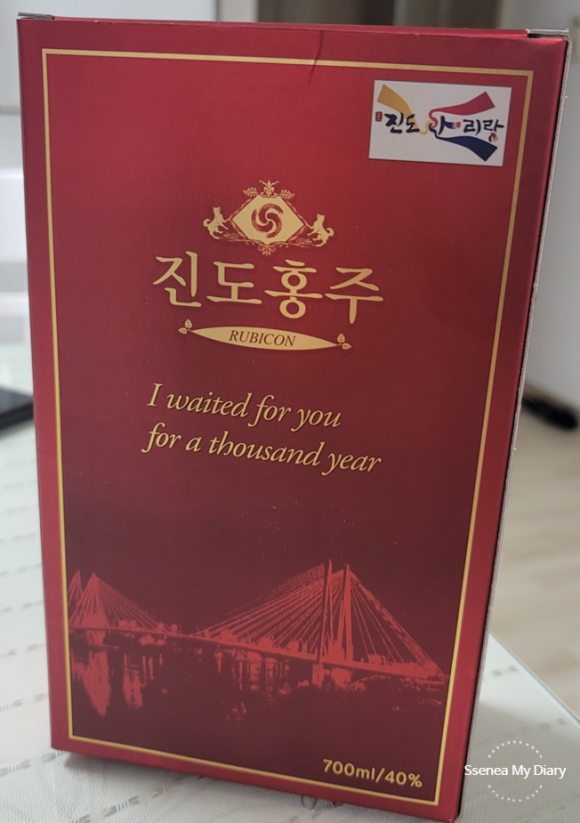 진도아리랑
진도홍주
RUBICON
I waited for you
for a thousand year
700ml/40%
Ssenea My Diary